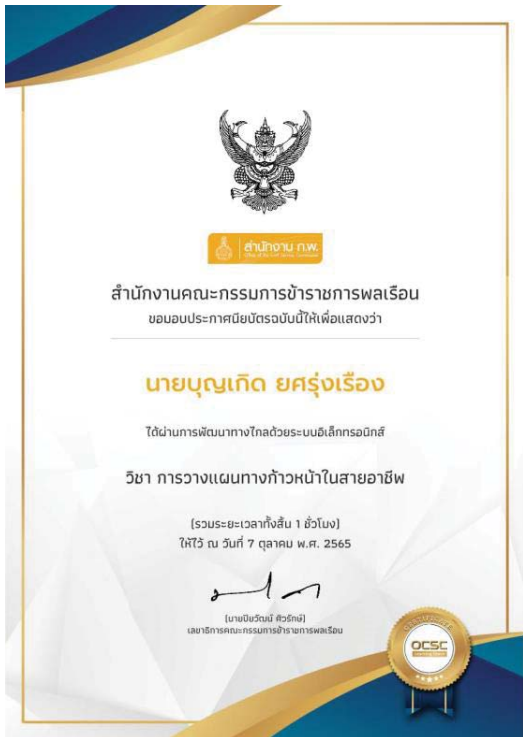 สำนักงาน ก.พ.
Office of the Civil Service Commission
สำนักงานคณะกรรมการข้าราชการพลเรือน
ขอมอบประกาศนียบัตรฉบับนี้ให้เพื่อแสดงว่า
นายบุญเกิด ยศรุ่งเรือง
ได้ผ่านการพัฒนาทางไกลด้วยระบบอิเล็กทรอนิกส์
วิชา การวางแผนทางก้าวหน้าในสายอาชีพ
(รวมระยะเวลาทั้งสิ้น 1 ชั่วโมง)
ให้ไว้ ณ วันที่ 7 ตุลาคม พ.ศ. 2565
(นายปิยวัฒน์ ศิวรักษ์)
เลขาธิการคณะกรรมการข้าราชการพลเรือน
OCSC